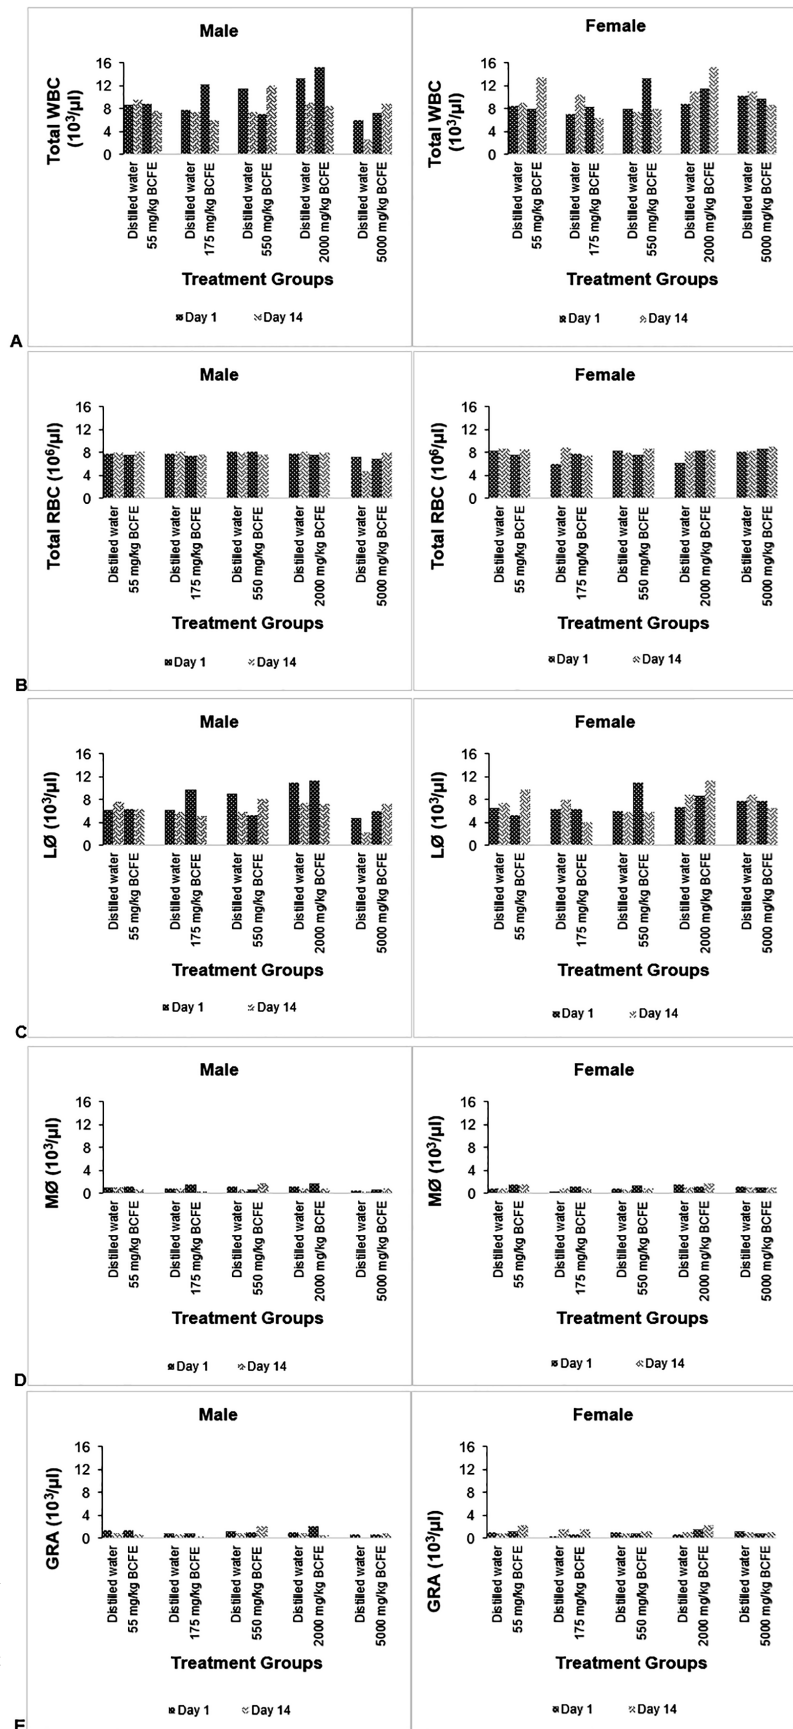 Male
Total WBC
(10³/µl)
16
12
8
4
0
Distilled water
55 mg/kg BCFE
Distilled water
175 mg/kg BCFE
Distilled water
550 mg/kg BCFE
Distilled water
2000 mg/kg BCFE
Distilled water
5000 mg/kg BCFE
Treatment Groups
Day 1 Day 14
Female
Total WBC
(10³/µl)
16
12
8
4
0
Distilled water
55 mg/kg BCFE
Distilled water
175 mg/kg BCFE
Distilled water
550 mg/kg BCFE
Distilled water
2000 mg/kg BCFE
Distilled water
5000 mg/kg BCFE
Treatment Groups
Day 1 Day 14
A
Male
Total RBC (10⁶/µl)
16
12
8
4
0
Distilled water
55 mg/kg BCFE
Distilled water
175 mg/kg BCFE
Distilled water
550 mg/kg BCFE
Distilled water
2000 mg/kg BCFE
Distilled water
5000 mg/kg BCFE
Treatment Groups
Day 1 Day 14
Female
Total RBC (10⁶/µl)
16
12
8
4
0
Distilled water
55 mg/kg BCFE
Distilled water
175 mg/kg BCFE
Distilled water
550 mg/kg BCFE
Distilled water
2000 mg/kg BCFE
Distilled water
5000 mg/kg BCFE
Treatment Groups
Day 1 Day 14
B
Male
LØ (10³/µl)
16
12
8
4
0
Distilled water
55 mg/kg BCFE
Distilled water
175 mg/kg BCFE
Distilled water
550 mg/kg BCFE
Distilled water
2000 mg/kg BCFE
Distilled water
5000 mg/kg BCFE
Treatment Groups
Day 1 Day 14
Female
LØ (10³/µl)
16
12
8
4
0
Distilled water
55 mg/kg BCFE
Distilled water
175 mg/kg BCFE
Distilled water
550 mg/kg BCFE
Distilled water
2000 mg/kg BCFE
Distilled water
5000 mg/kg BCFE
Treatment Groups
Day 1 Day 14
C
Male
MØ (10³/µl)
16
12
8
4
0
Distilled water
55 mg/kg BCFE
Distilled water
175 mg/kg BCFE
Distilled water
550 mg/kg BCFE
Distilled water
2000 mg/kg BCFE
Distilled water
5000 mg/kg BCFE
Treatment Groups
Day 1 Day 14
Female
MØ (10³/µl)
16
12
8
4
0
Distilled water
55 mg/kg BCFE
Distilled water
175 mg/kg BCFE
Distilled water
550 mg/kg BCFE
Distilled water
2000 mg/kg BCFE
Distilled water
5000 mg/kg BCFE
Treatment Groups
Day 1 Day 14
D
Male
GRA (10³/µl)
16
12
8
4
0
Distilled water
55 mg/kg BCFE
Distilled water
175 mg/kg BCFE
Distilled water
550 mg/kg BCFE
Distilled water
2000 mg/kg BCFE
Distilled water
5000 mg/kg BCFE
Treatment Groups
Day 1 Day 14
Female
GRA (10³/µl)
16
12
8
4
0
Distilled water
55 mg/kg BCFE
Distilled water
175 mg/kg BCFE
Distilled water
550 mg/kg BCFE
Distilled water
2000 mg/kg BCFE
Distilled water
5000 mg/kg BCFE
Treatment Groups
Day 1 Day 14
E